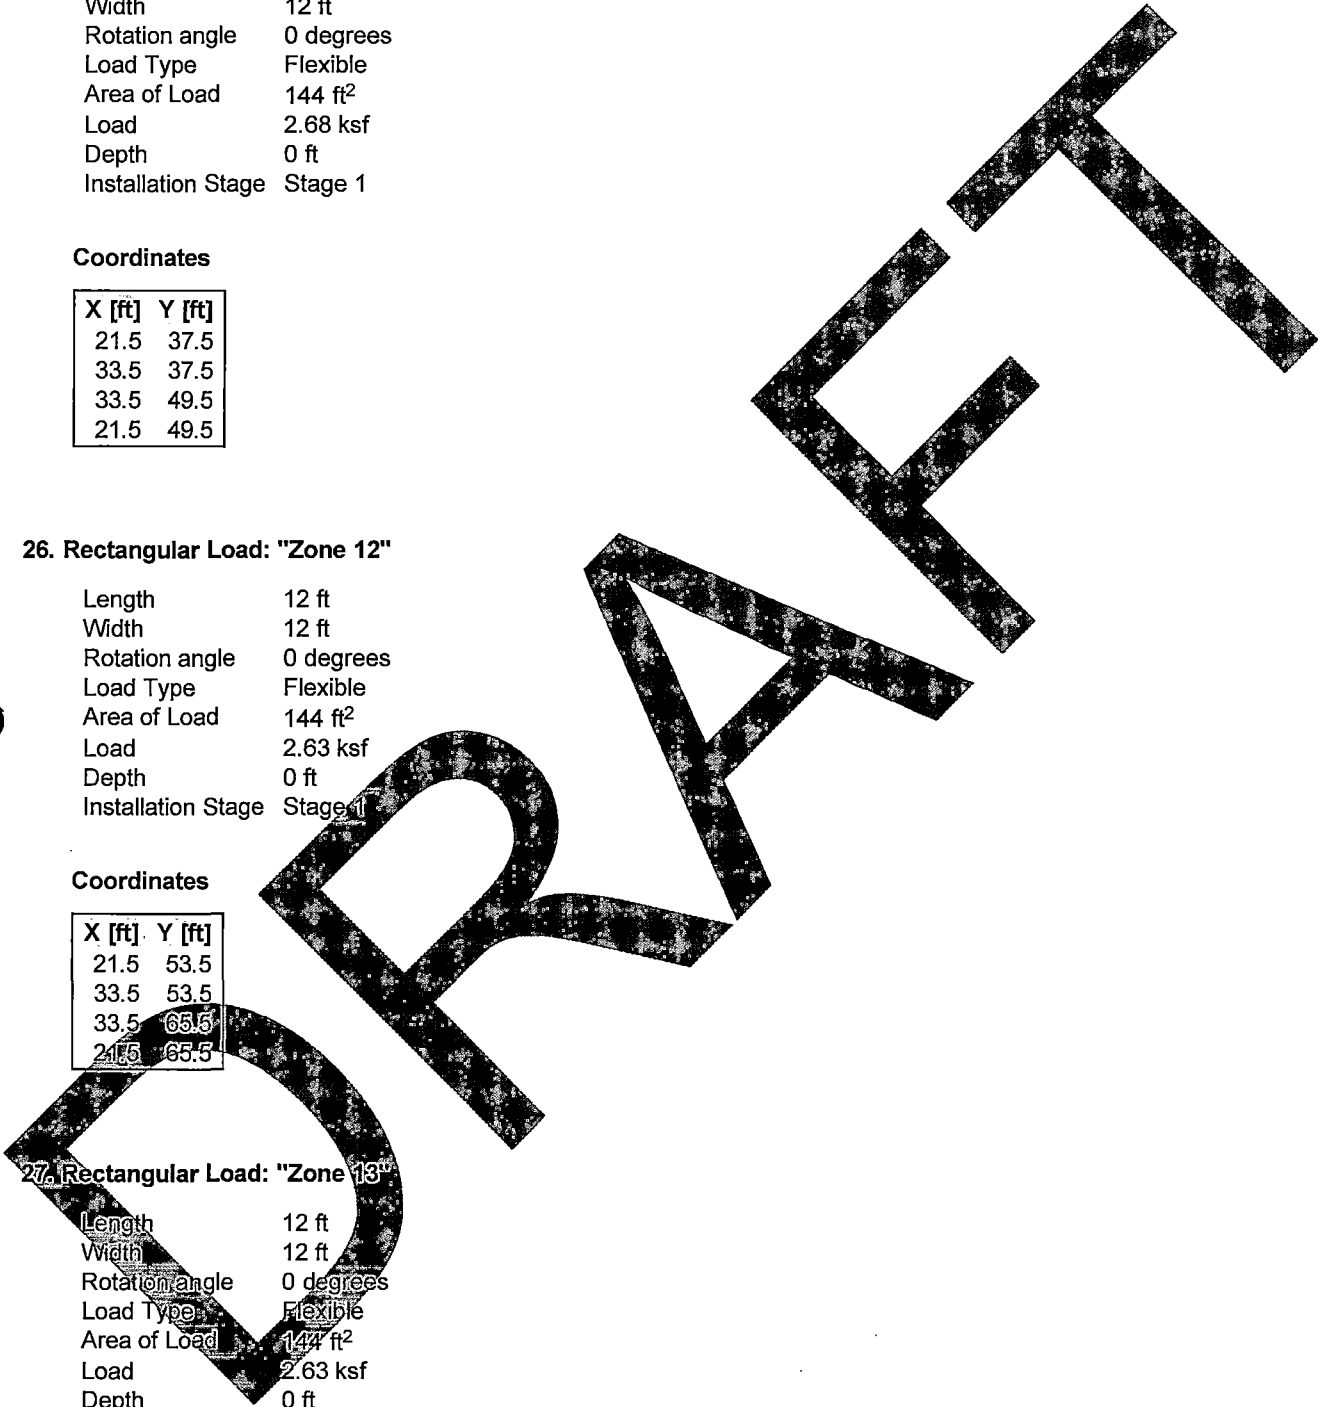 Width 12 ft
Rotation angle 0 degrees
Load Type Flexible
Area of Load 144 ft²
Load 2.68 ksf
Depth 0 ft
Installation Stage Stage 1
Coordinates
X [ft] Y [ft]
21.5 37.5
33.5 37.5
33.5 49.5
21.5 49.5
26. Rectangular Load: "Zone 12"
Length 12 ft
Width 12 ft
Rotation angle 0 degrees
Load Type Flexible
Area of Load 144 ft²
Load 2.63 ksf
Depth 0 ft
Installation Stage Stage 1
Coordinates
X [ft] Y [ft]
21.5 53.5
33.5 53.5
33.5 65.5
21.5 65.5
27. Rectangular Load: "Zone 13"
Length 12 ft
Width 12 ft
Rotation angle 0 degrees
Load Type Flexible
Area of Load 144 ft²
Load 2.63 ksf
Depth 0 ft
DRAFT